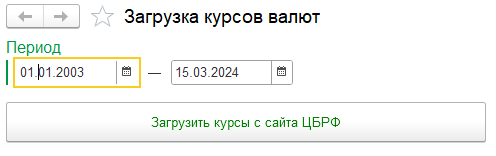 Загрузка курсов валют
Период
01.01.2003 — 15.03.2024
Загрузить курсы с сайта ЦБРФ